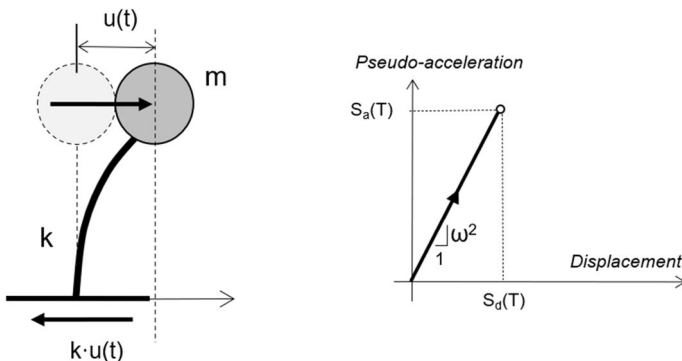 u(t)
m
k
k·u(t)
Pseudo-acceleration
Sa(T)
ω²
1
Displacement
Sd(T)